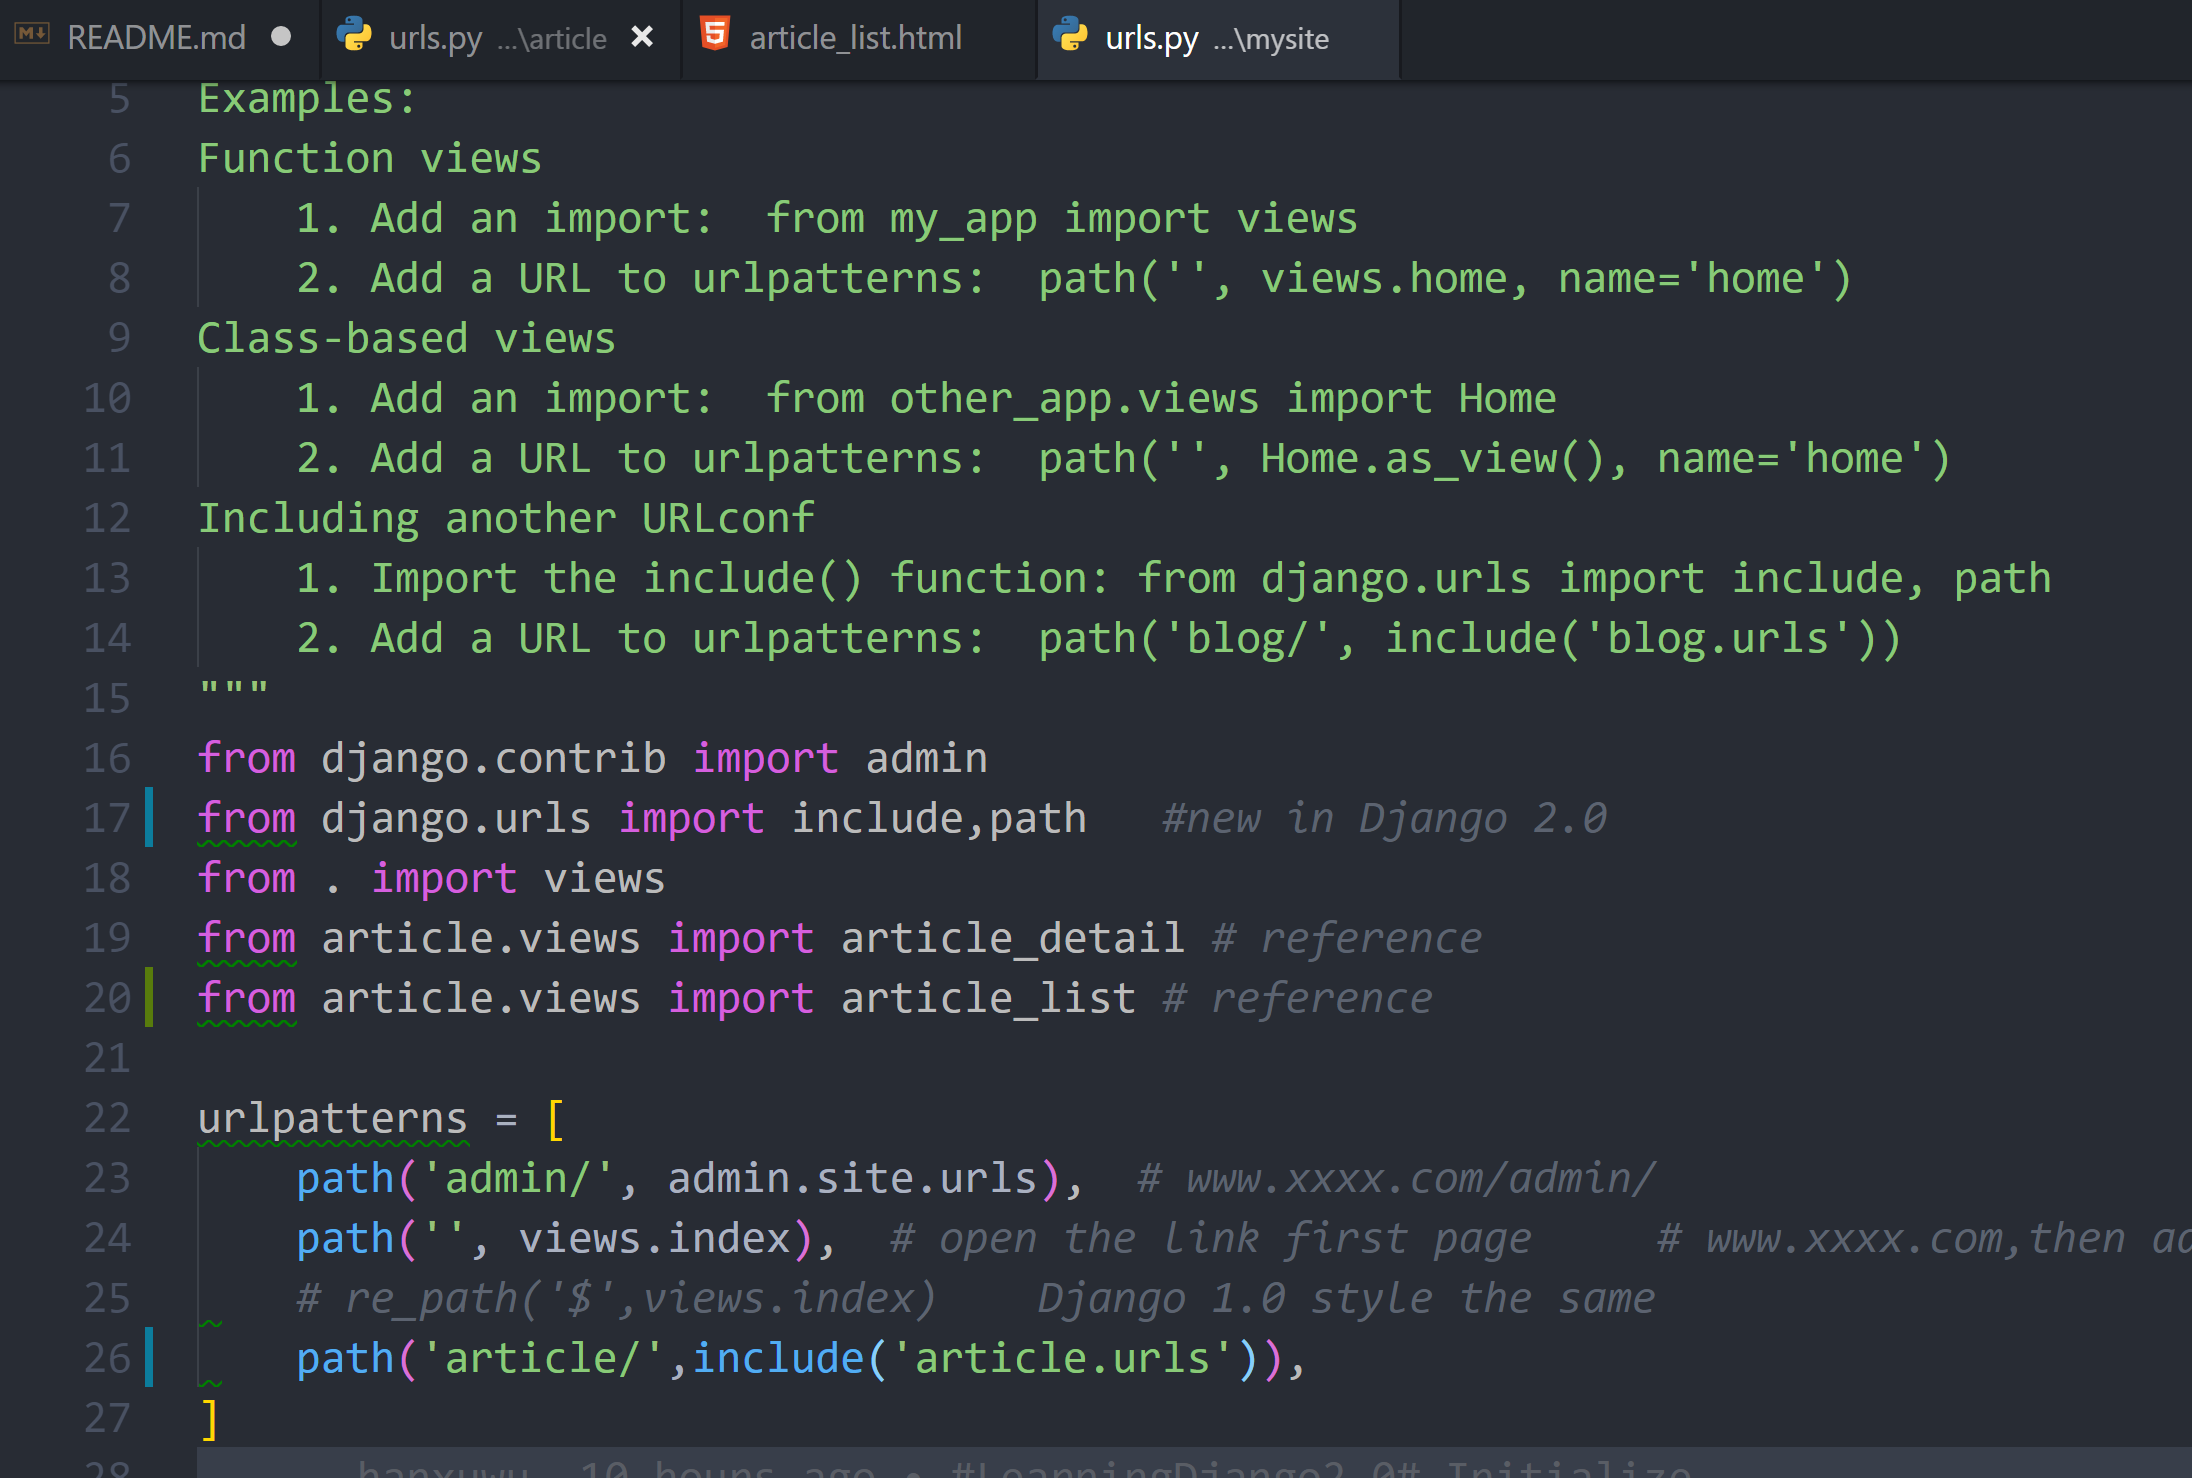 README.md
urls.py ...\article
article_list.html
urls.py ...\mysite
5 Examples:
6 Function views
7     1. Add an import:  from my_app import views
8     2. Add a URL to urlpatterns:  path('', views.home, name='home')
9 Class-based views
10     1. Add an import:  from other_app.views import Home
11     2. Add a URL to urlpatterns:  path('', Home.as_view(), name='home')
12 Including another URLconf
13     1. Import the include() function: from django.urls import include, path
14     2. Add a URL to urlpatterns:  path('blog/', include('blog.urls'))
15 """
16 from django.contrib import admin
17 from django.urls import include,path   #new in Django 2.0
18 from . import views
19 from article.views import article_detail # reference
20 from article.views import article_list # reference
21
22 urlpatterns = [
23     path('admin/', admin.site.urls),  # www.xxxx.com/admin/
24     path('', views.index),  # open the link first page     # www.xxxx.com,then
25     # re_path('$',views.index)    Django 1.0 style the same
26     path('article/',include('article.urls')),
27 ]
28 hanxuwu, 10 hours ago • #LearningDjango2.0# Initialize